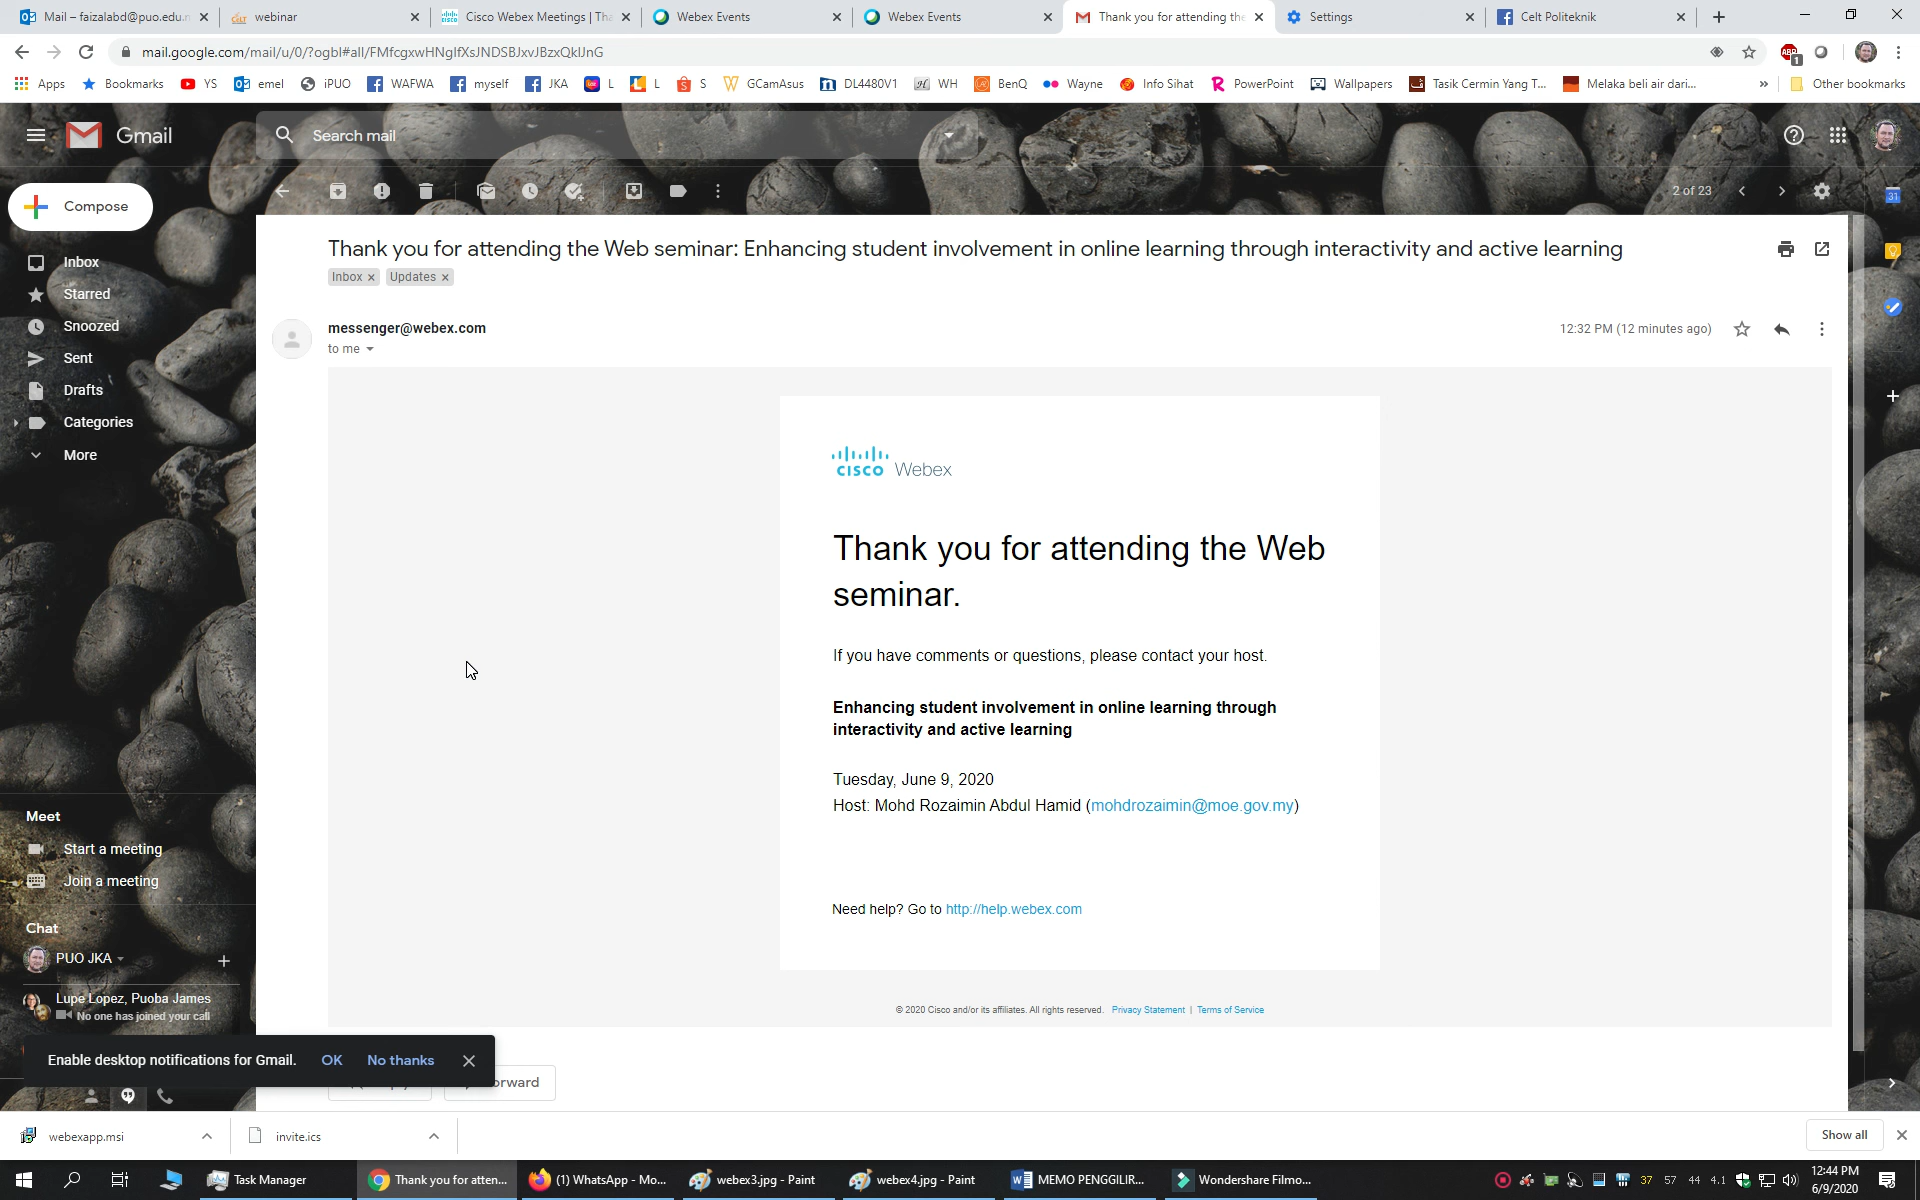 Mail – faizalabd@puo.edu.n
webinar
Cisco Webex Meetings | Tha
Webex Events
Webex Events
Thank you for attending the
Settings
Celt Politeknik
mail.google.com/mail/u/0/?ogbl#all/FMfcgxwHNglfXsJNDSBJxvJBzxQklJnG
Apps
Bookmarks
YS
emel
iPUO
WAFWA
myself
JKA
L
L
S
GCamAsus
DL4480V1
WH
BenQ
Wayne
Info Sihat
PowerPoint
Wallpapers
Tasik Cermin Yang T...
Melaka beli air dari...
»
Other bookmarks
Gmail
Search mail
Compose
2 of 23
Inbox
Starred
Snoozed
Sent
Drafts
Categories
More
Thank you for attending the Web seminar: Enhancing student involvement in online learning through interactivity and active learning
Inbox x
Updates x
messenger@webex.com
to me
12:32 PM (12 minutes ago)
CISCO Webex
Thank you for attending the Web
seminar.
If you have comments or questions, please contact your host.
Enhancing student involvement in online learning through
interactivity and active learning
Tuesday, June 9, 2020
Host: Mohd Rozaimin Abdul Hamid (mohdrozaimin@moe.gov.my)
Need help? Go to http://help.webex.com
© 2020 Cisco and/or its affiliates. All rights reserved. Privacy Statement | Terms of Service
Meet
Start a meeting
Join a meeting
Chat
PUO JKA
Lupe Lopez, Puoba James
No one has joined your call
Enable desktop notifications for Gmail. OK No thanks
orward
webexapp.msi
invite.ics
Show all
Task Manager
Thank you for atten...
(1) WhatsApp - Mo...
webex3.jpg - Paint
webex4.jpg - Paint
MEMO PENGGILIR...
Wondershare Filmo...
37 57 44 4.1
12:44 PM
6/9/2020